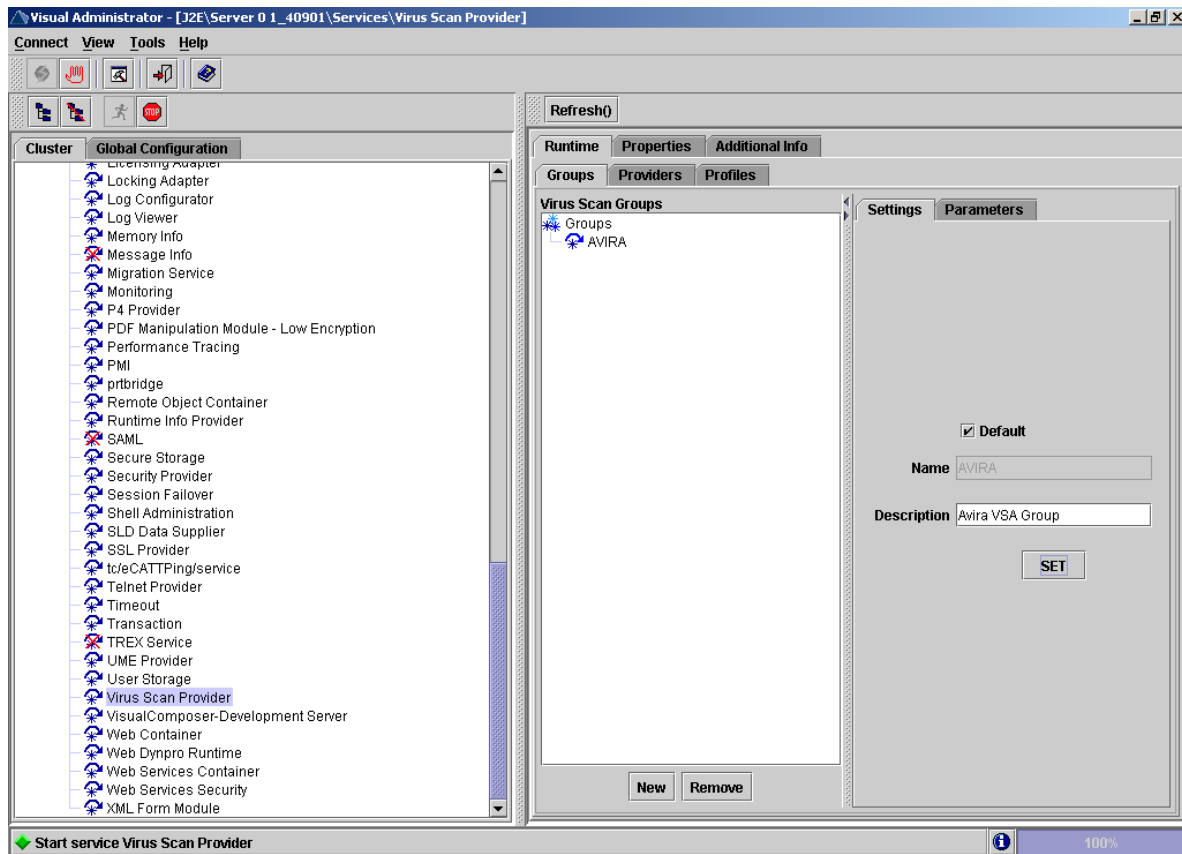 Visual Administrator - [J2E\Server 0 1_40901\Services\Virus Scan Provider]
Connect View Tools Help
STOP
Refresh()
Cluster Global Configuration
Runtime Properties Additional Info
Groups Providers Profiles
Licensing Adapter
Locking Adapter
Log Configurator
Log Viewer
Memory Info
Message Info
Migration Service
Monitoring
P4 Provider
PDF Manipulation Module - Low Encryption
Performance Tracing
PMI
prtbridge
Remote Object Container
Runtime Info Provider
SAML
Secure Storage
Security Provider
Session Failover
Shell Administration
SLD Data Supplier
SSL Provider
tc/eCATTPing/service
Telnet Provider
Timeout
Transaction
TREX Service
UME Provider
User Storage
Virus Scan Provider
VisualComposer-Development Server
Web Container
Web Dynpro Runtime
Web Services Container
Web Services Security
XML Form Module
Virus Scan Groups
Groups
AVIRA
New Remove
Settings Parameters
Default
Name AVIRA
Description Avira VSA Group
SET
Start service Virus Scan Provider
100%